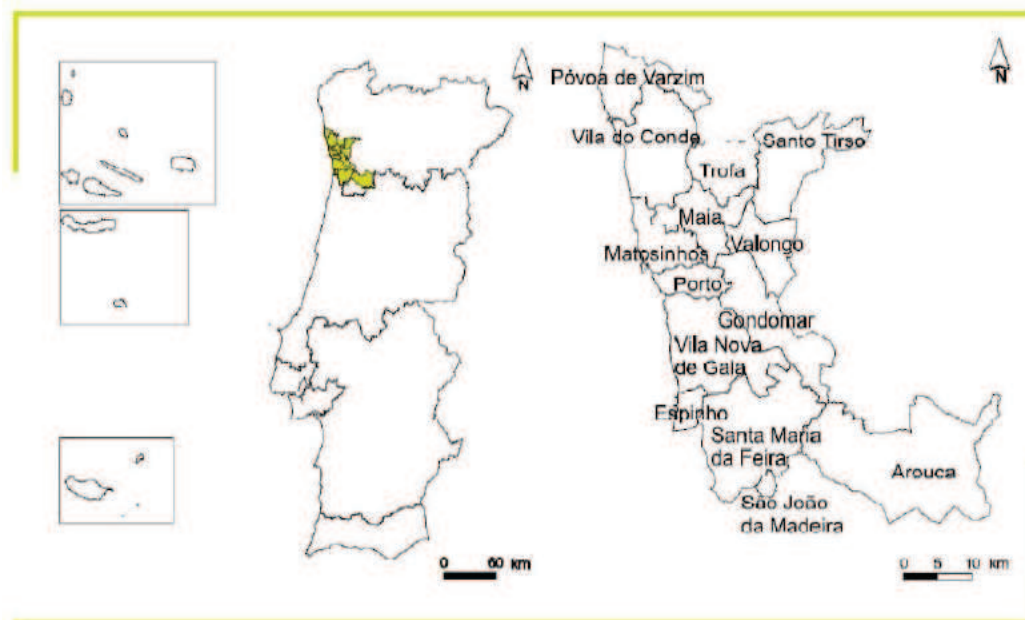 N
0 60 km
N
Póvoa de Varzim
Vila do Conde
Santo Tirso
Trofa
Maia
Matosinhos
Valongo
Porto
Gondomar
Vila Nova
de Gaia
Espinho
Santa Maria
da Feira
Arouca
São João
da Madeira
0 5 10 km